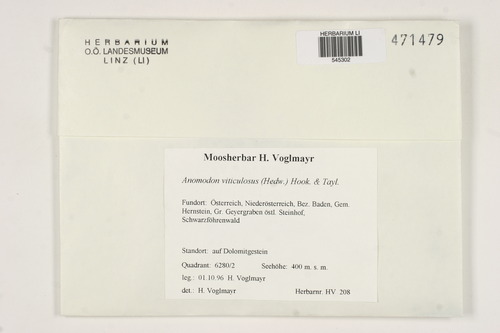 HERBARIUM
O.Ö. LANDESMUSEUM
LINZ (LI)
HERBARIUM LI
545302
471479
Moosherbar H. Voglmayr
Anomodon viticulosus (Hedw.) Hook. & Tayl.
Fundort: Österreich, Niederösterreich, Bez. Baden, Gem.
Hernstein, Gr. Geyergraben östl. Steinhof,
Schwarzföhrenwald
Standort: auf Dolomitgestein
Quadrant: 6280/2 Seehöhe: 400 m. s. m.
leg.: 01.10.96 H. Voglmayr
det.: H. Voglmayr Herbarnr. HV 208